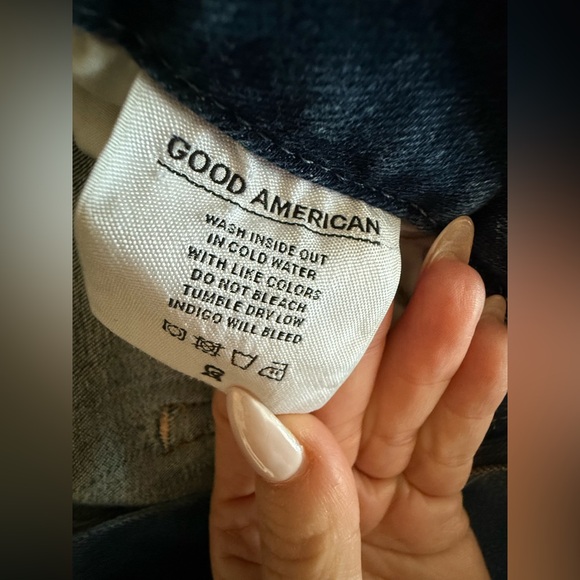 GOOD AMERICAN
WASH INSIDE OUT
IN COLD WATER
WITH LIKE COLORS
DO NOT BLEACH
TUMBLE DRY LOW
INDIGO WILL BLEED